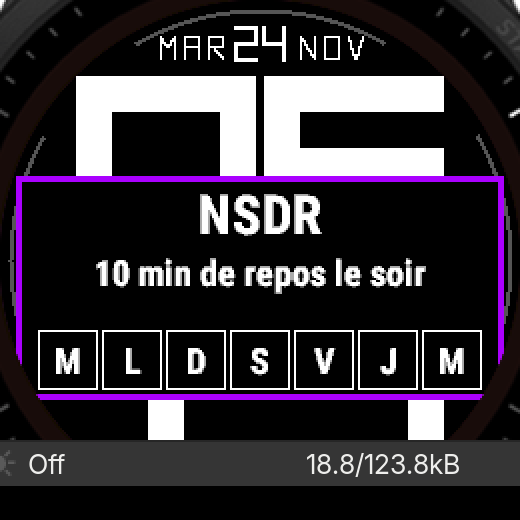 MAR 24 NOV
NSDR
10 min de repos le soir
M L D S V J M
Off 18.8/123.8kB